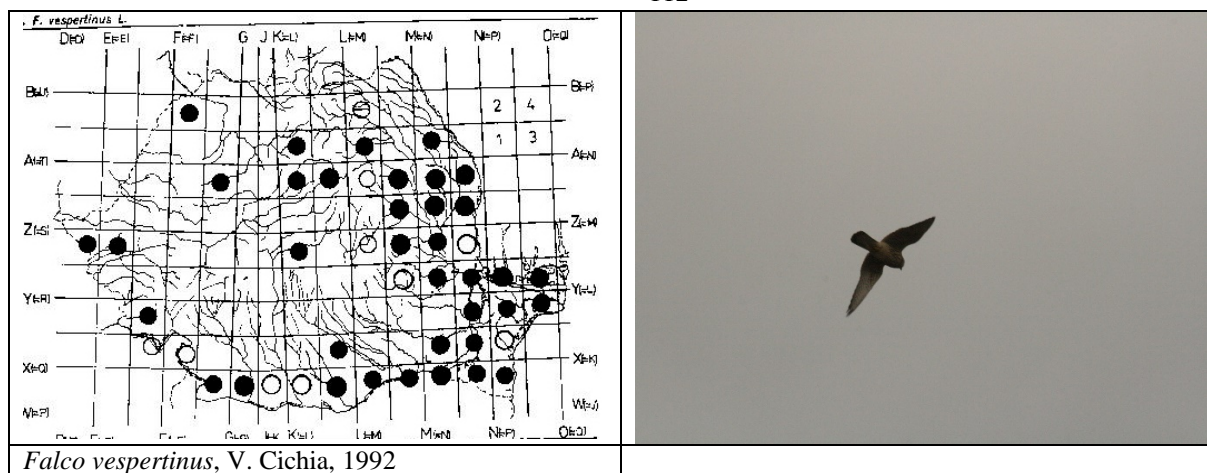 F. vespertinus L.
D(=D) E(=E) F(=F) G J K(=L) L(=M) M(=N) N(=P) O(=Q)
B(=U) B(=P)
2 4
1 3
A(=T) A(=N)
Z(=S) Z(=M)
Y(=R) Y(=L)
X(=Q) X(=K)
W(=J)
K(=L) L(=M) M(=N) N(=P) O(=Q)
Falco vespertinus, V. Cichia, 1992